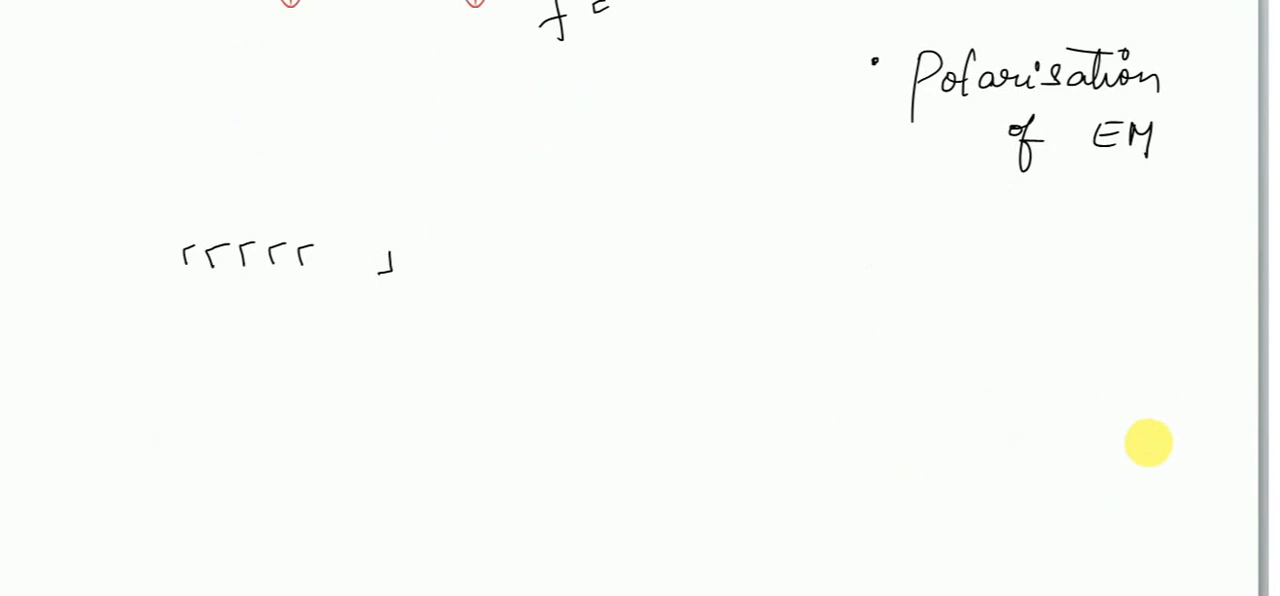 f =
• Polarisation
of EM